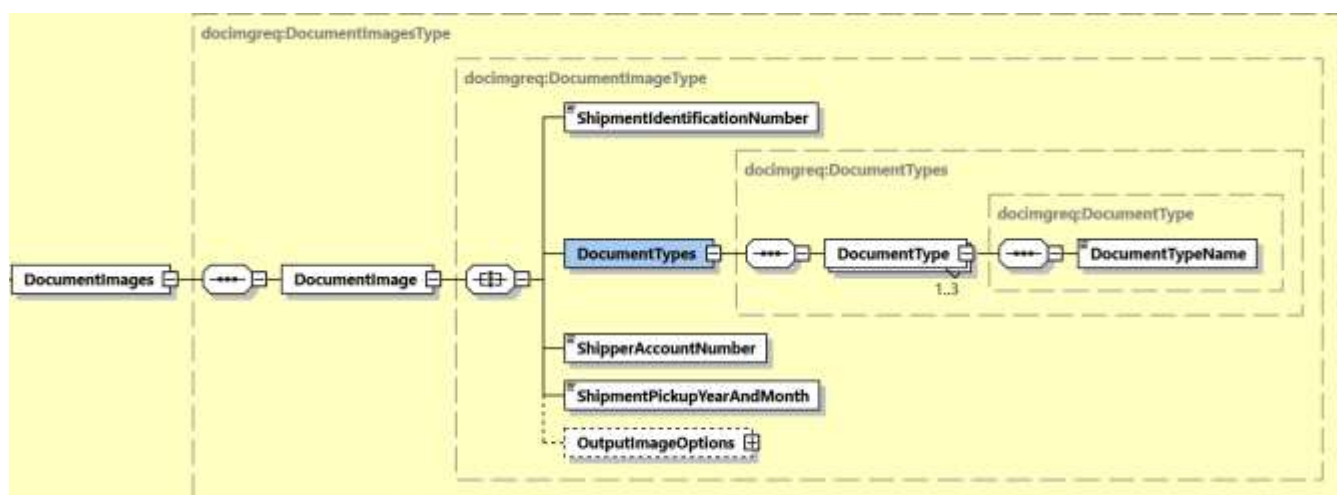 docimgreq:DocumentImagesType
docimgreq:DocumentImageType
ShipmentIdentificationNumber
docimgreq:DocumentTypes
docimgreq:DocumentType
DocumentImages
DocumentImage
DocumentTypes
DocumentType
1..3
DocumentTypeName
ShipperAccountNumber
ShipmentPickupYearAndMonth
OutputImageOptions